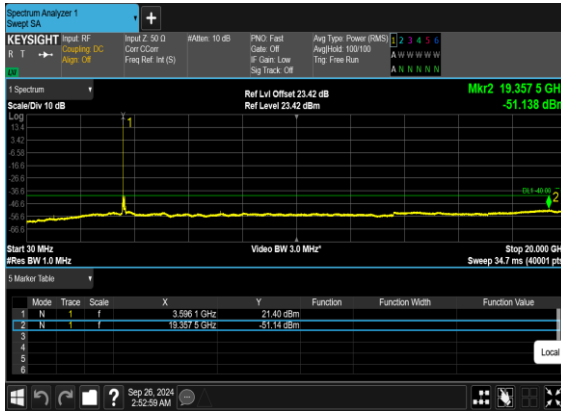 Spectrum Analyzer 1
Swept SA
+
KEYSIGHT Input: RF Input Z: 50 Ω #Atten: 10 dB PNO: Fast Avg Type: Power (RMS) 1 2 3 4 5 6
R T Coupling: DC Corr CCorr Gate: Off Avg|Hold: 100/100 A W W W W W
Align: Off Freq Ref: Int (S) IF Gain: Low Trig: Free Run
Sig Track: Off A N N N N N
LXI
1 Spectrum Ref Lvl Offset 23.42 dB Mkr2 19.357 5 GH
Scale/Div 10 dB Ref Level 23.42 dBm -51.138 dBm
Log
1
13.4
3.42
-6.58
-16.6
-26.6
-36.6 DL1 -40.00
2
-46.6
-56.6
-66.6
Start 30 MHz Video BW 3.0 MHz* Stop 20.000 GH
#Res BW 1.0 MHz Sweep 34.7 ms (40001 pts
5 Marker Table
Mode Trace Scale X Y Function Function Width Function Value
1 N 1 f 3.596 1 GHz 21.40 dBm
2 N 1 f 19.357 5 GHz -51.14 dBm
3
4
5
6
Local
? Sep 26, 2024
2:52:59 AM